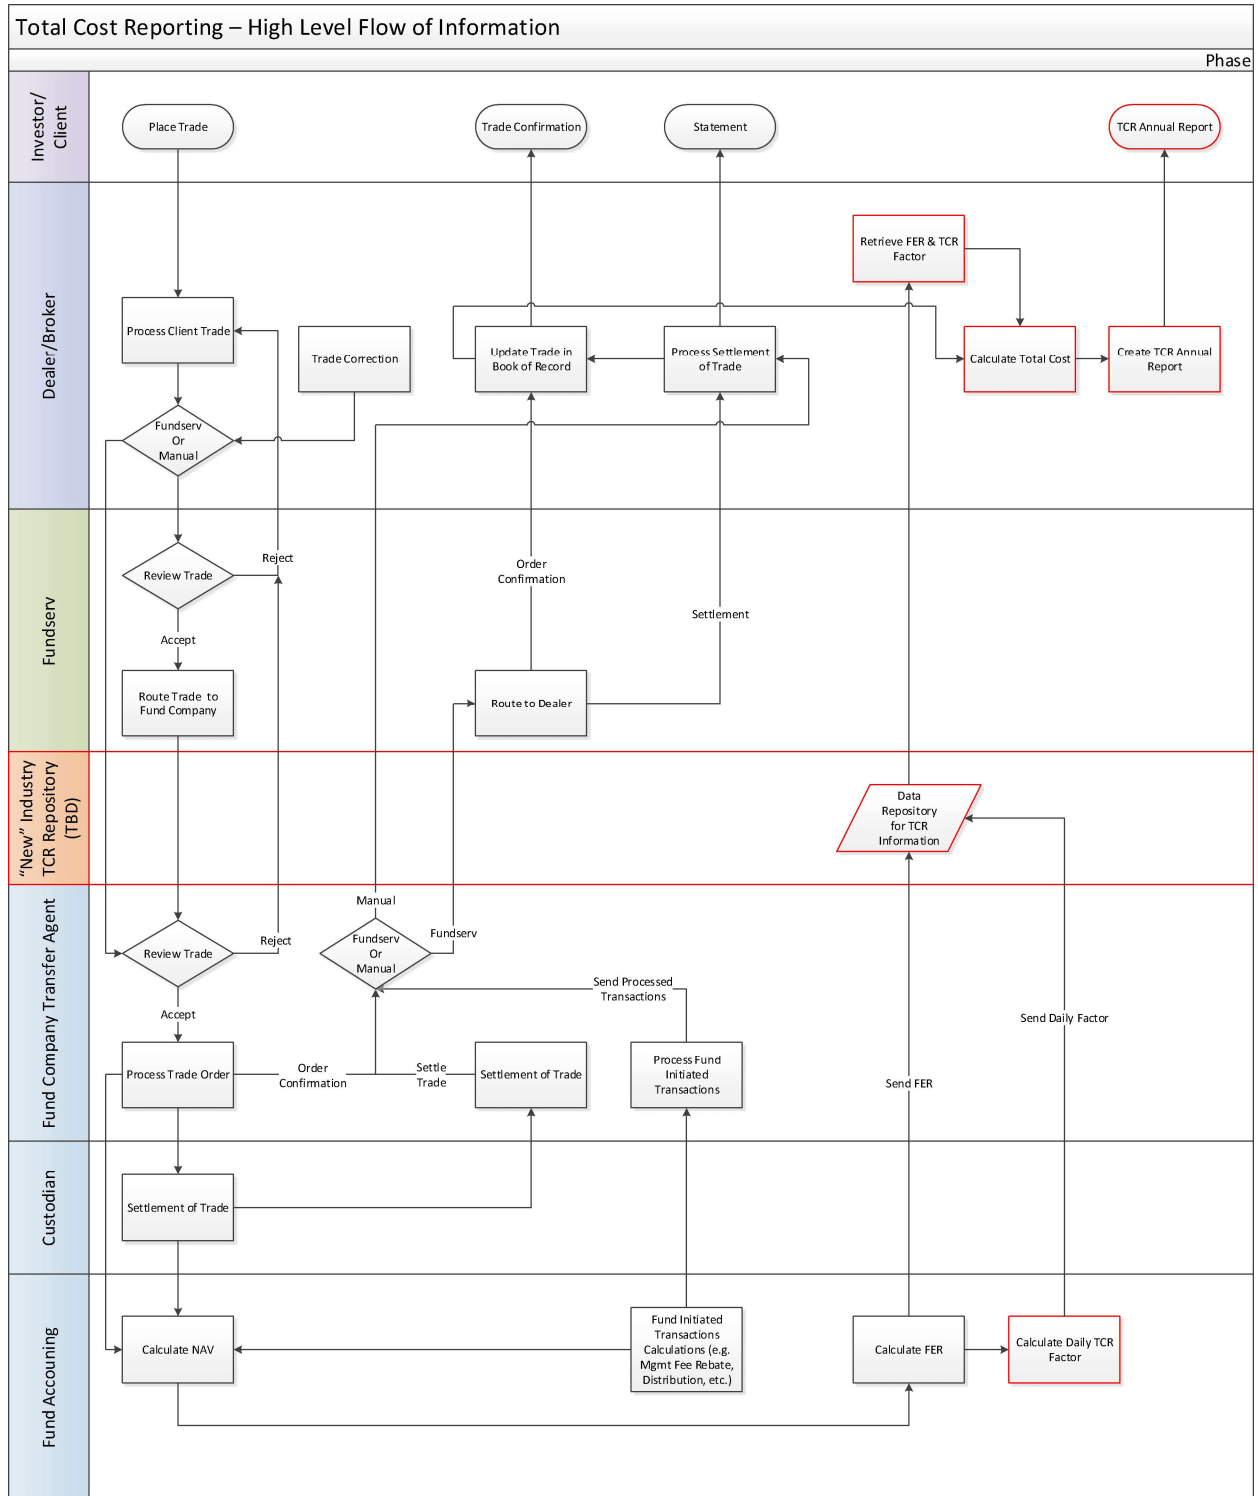 Total Cost Reporting – High Level Flow of Information
Phase
Investor/
Client
Place Trade
Trade Confirmation
Statement
TCR Annual Report
Dealer/Broker
Retrieve FER & TCR
Factor
Process Client Trade
Trade Correction
Update Trade in
Book of Record
Process Settlement
of Trade
Calculate Total Cost
Create TCR Annual
Report
Fundserv
Or
Manual
Fundserv
Review Trade
Reject
Order
Confirmation
Settlement
Accept
Route Trade to
Fund Company
Route to Dealer
"New" Industry
TCR Repository
(TBD)
Data
Repository
for TCR
Information
Fund Company Transfer Agent
Manual
Review Trade
Reject
Fundserv
Or
Manual
Fundserv
Send Processed
Transactions
Accept
Send Daily Factor
Process Trade Order
Order
Confirmation
Settle
Trade
Settlement of Trade
Process Fund
Initiated
Transactions
Send FER
Custodian
Settlement of Trade
Fund Accouning
Calculate NAV
Fund Initiated
Transactions
Calculations (e.g.
Mgmt Fee Rebate,
Distribution, etc.)
Calculate FER
Calculate Daily TCR
Factor